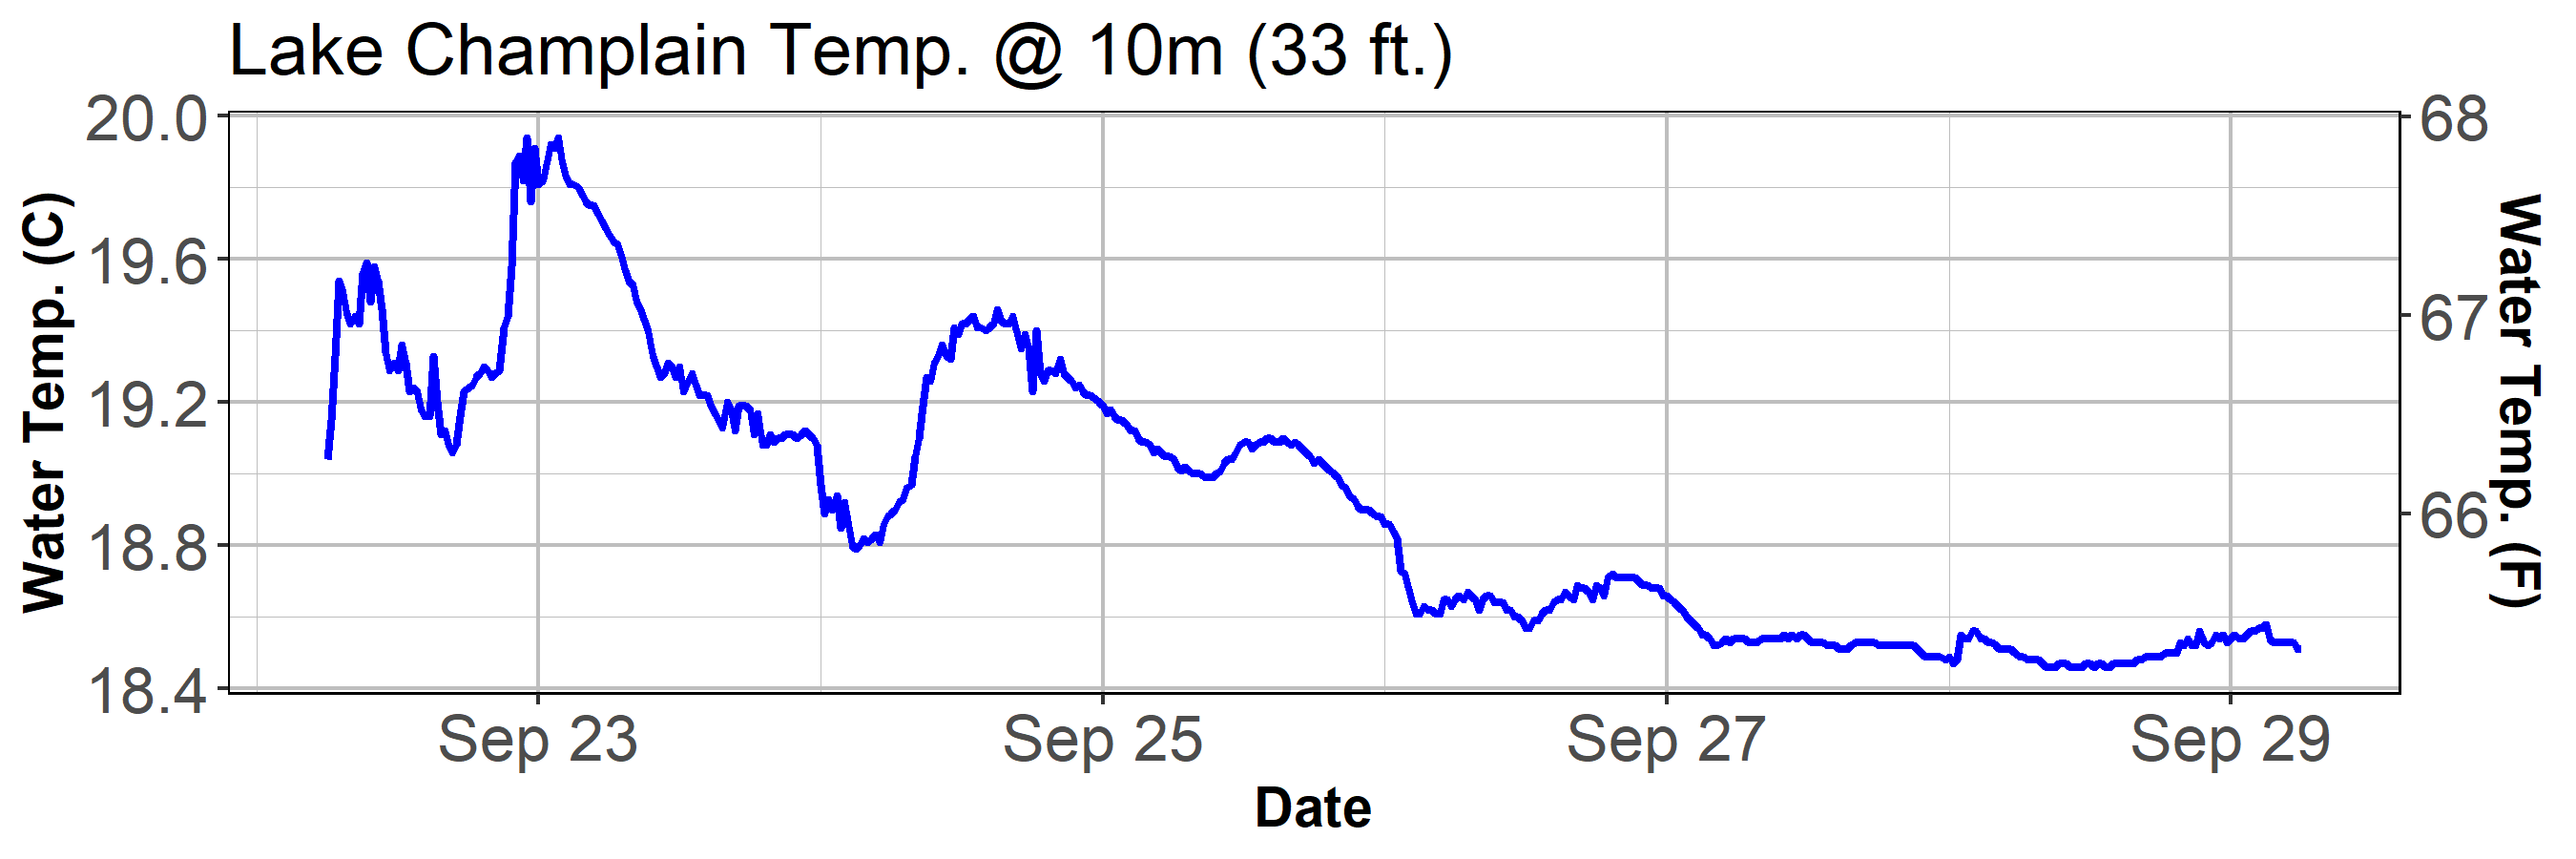 Lake Champlain Temp. @ 10m (33 ft.)
Water Temp. (C)
20.0
19.6
19.2
18.8
18.4
68
67
66
Water Temp. (F)
Sep 23 Sep 25 Sep 27 Sep 29
Date